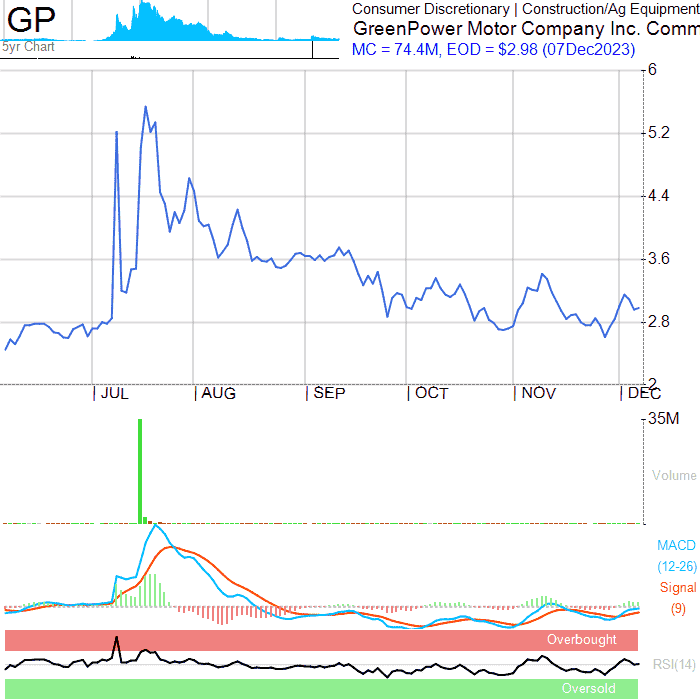 GP
5yr Chart
Consumer Discretionary | Construction/Ag Equipment
GreenPower Motor Company Inc. Comm
MC = 74.4M, EOD = $2.98 (07Dec2023)
6
5.2
4.4
3.6
2.8
2
JUL AUG SEP OCT NOV DEC
35M
Volume
MACD
(12-26)
Signal
(9)
Overbought
RSI(14)
Oversold